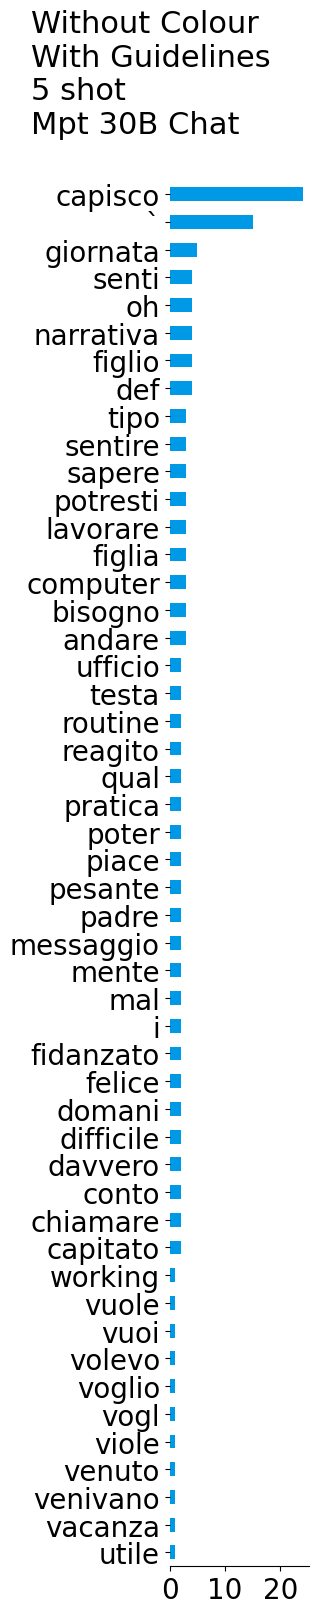 Without Colour
With Guidelines
5 shot
Mpt 30B Chat
capisco
`
giornata
senti
oh
narrativa
figlio
def
tipo
sentire
sapere
potresti
lavorare
figlia
computer
bisogno
andare
ufficio
testa
routine
reagito
qual
pratica
poter
piace
pesante
padre
messaggio
mente
mal
i
fidanzato
felice
domani
difficile
davvero
conto
chiamare
capitato
working
vuole
vuoi
volevo
voglio
vogl
viole
venuto
venivano
vacanza
utile
0 10 20